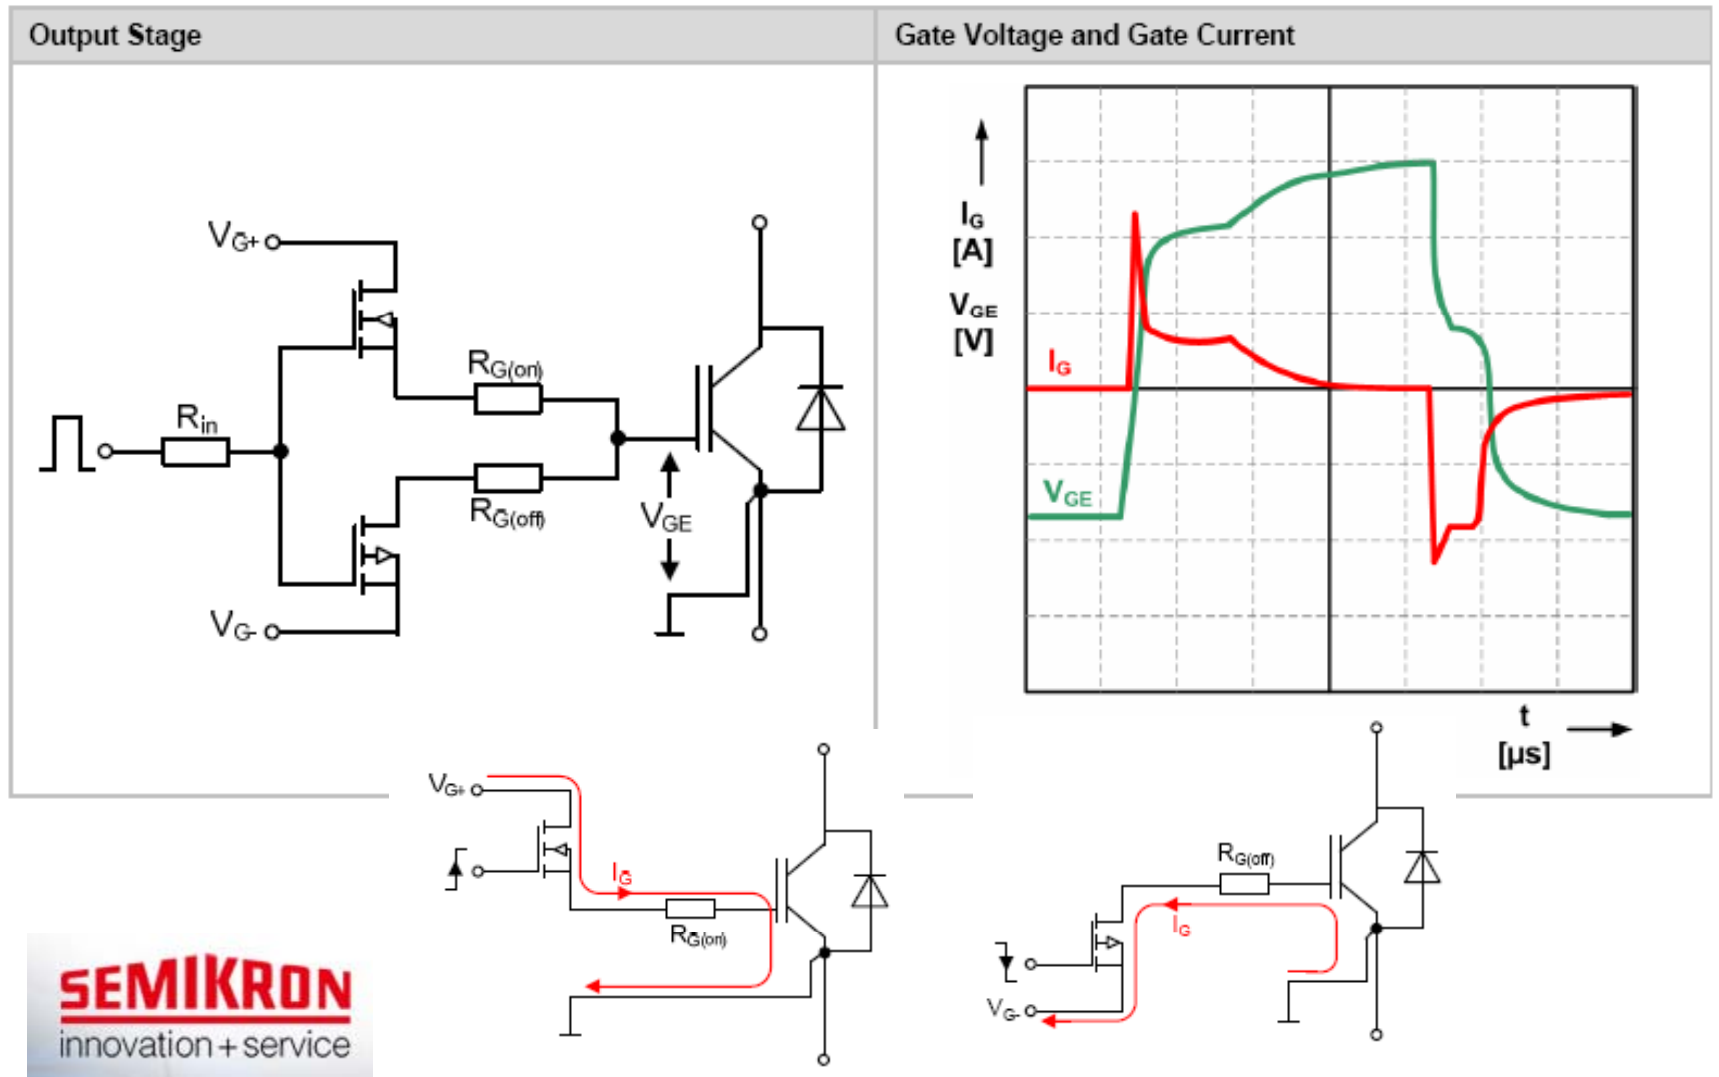 Output Stage
Gate Voltage and Gate Current
VG+
Rin
RG(on)
RG(off)
VGE
VG-
IG
[A]
VGE
[V]
IG
VGE
t
[µs]
VG+
IG
RG(on)
RG(off)
IG
VG-
SEMIKRON
innovation+service